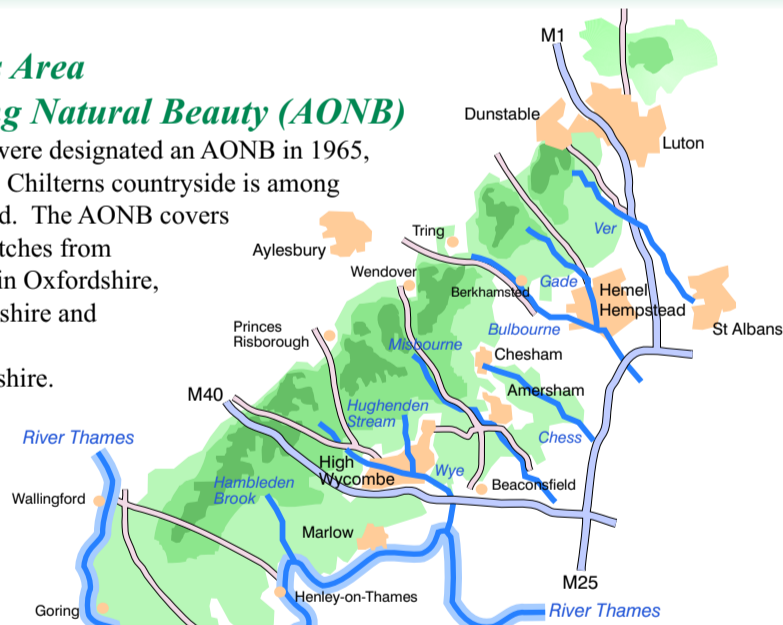 s Area
ng Natural Beauty (AONB)
were designated an AONB in 1965,
Chilterns countryside is among
d. The AONB covers
tches from
in Oxfordshire,
shire and
shire.
M1
Dunstable
Luton
Ver
Tring
Aylesbury
Wendover
Berkhamsted
Gade
Hemel
Hempstead
St Albans
Bulbourne
Princes
Risborough
Misbourne
Chesham
M40
Amersham
Hughenden
Stream
Chess
River Thames
High
Wycombe
Wye
Hambleden
Brook
Beaconsfield
Wallingford
Marlow
M25
Henley-on-Thames
Goring
River Thames